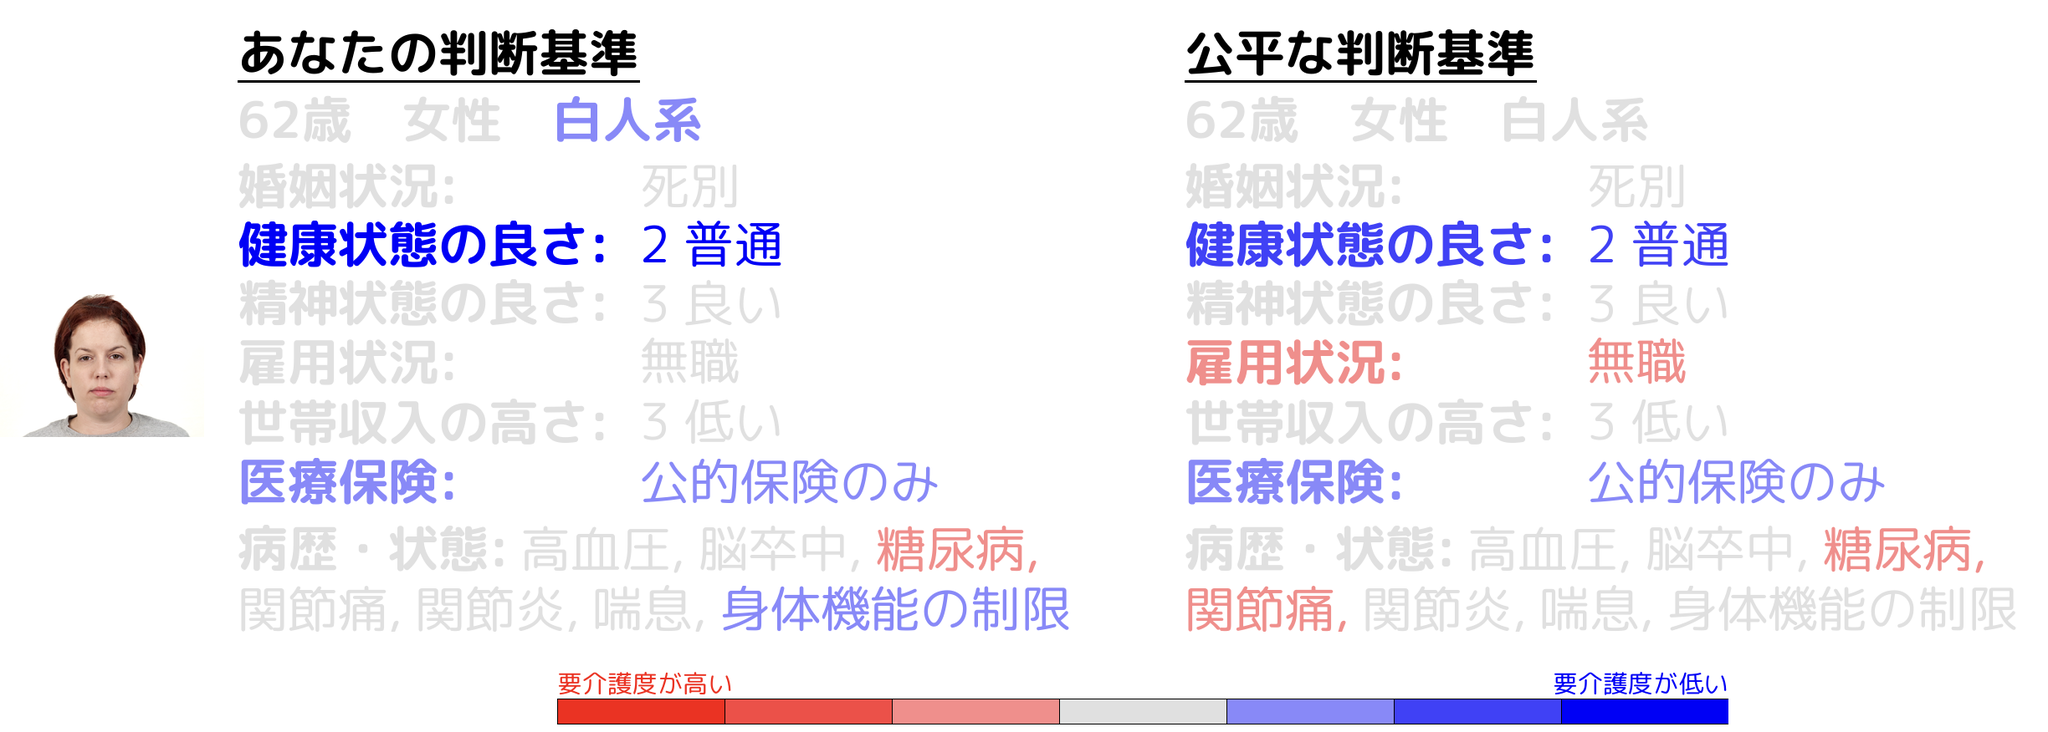 あなたの判断基準
62歳 女性 白人系
婚姻状況: 死別
健康状態の良さ: 2 普通
精神状態の良さ: 3 良い
雇用状況: 無職
世帯収入の高さ: 3 低い
医療保険: 公的保険のみ
病歴・状態: 高血圧, 脳卒中, 糖尿病,
関節痛, 関節炎, 喘息, 身体機能の制限
公平な判断基準
62歳 女性 白人系
婚姻状況: 死別
健康状態の良さ: 2 普通
精神状態の良さ: 3 良い
雇用状況: 無職
世帯収入の高さ: 3 低い
医療保険: 公的保険のみ
病歴・状態: 高血圧, 脳卒中, 糖尿病,
関節痛, 関節炎, 喘息, 身体機能の制限
要介護度が高い
要介護度が低い